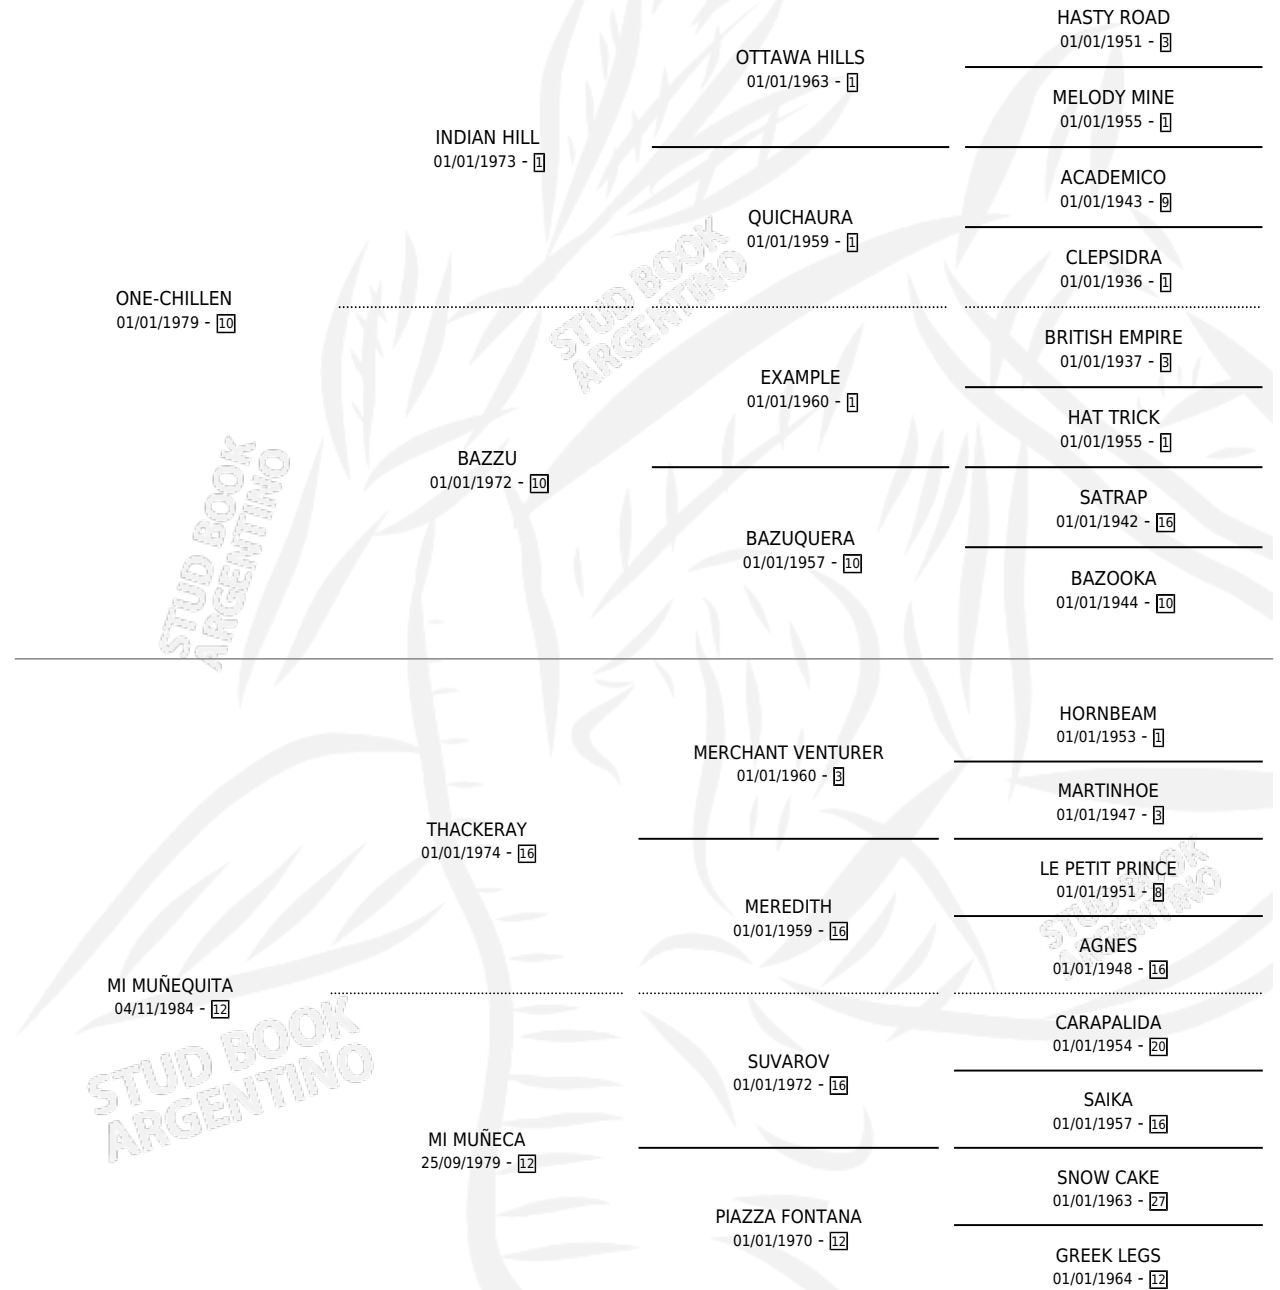 HASTY ROAD
01/01/1951 - 3
OTTAWA HILLS
01/01/1963 - 1
MELODY MINE
01/01/1955 - 1
INDIAN HILL
01/01/1973 - 1
ACADEMICO
01/01/1943 - 9
QUICHAURA
01/01/1959 - 1
CLEPSIDRA
01/01/1936 - 1
ONE-CHILLEN
01/01/1979 - 10
BRITISH EMPIRE
01/01/1937 - 3
EXAMPLE
01/01/1960 - 1
HAT TRICK
01/01/1955 - 1
BAZZU
01/01/1972 - 10
SATRAP
01/01/1942 - 16
BAZUQUERA
01/01/1957 - 10
BAZOOKA
01/01/1944 - 10
HORNBEAM
01/01/1953 - 1
MERCHANT VENTURER
01/01/1960 - 3
MARTINHOE
01/01/1947 - 3
THACKERAY
01/01/1974 - 16
LE PETIT PRINCE
01/01/1951 - 8
MEREDITH
01/01/1959 - 16
AGNES
01/01/1948 - 16
MI MUÑEQUITA
04/11/1984 - 12
CARAPALIDA
01/01/1954 - 20
SUVAROV
01/01/1972 - 16
SAIKA
01/01/1957 - 16
MI MUÑECA
25/09/1979 - 12
SNOW CAKE
01/01/1963 - 27
PIAZZA FONTANA
01/01/1970 - 12
GREEK LEGS
01/01/1964 - 12
STUD BOOK
ARGENTINO
STUD BOOK
ARGENTINO
STUD BOOK
ARGENTINO
STUD BOOK
ARGENTINO